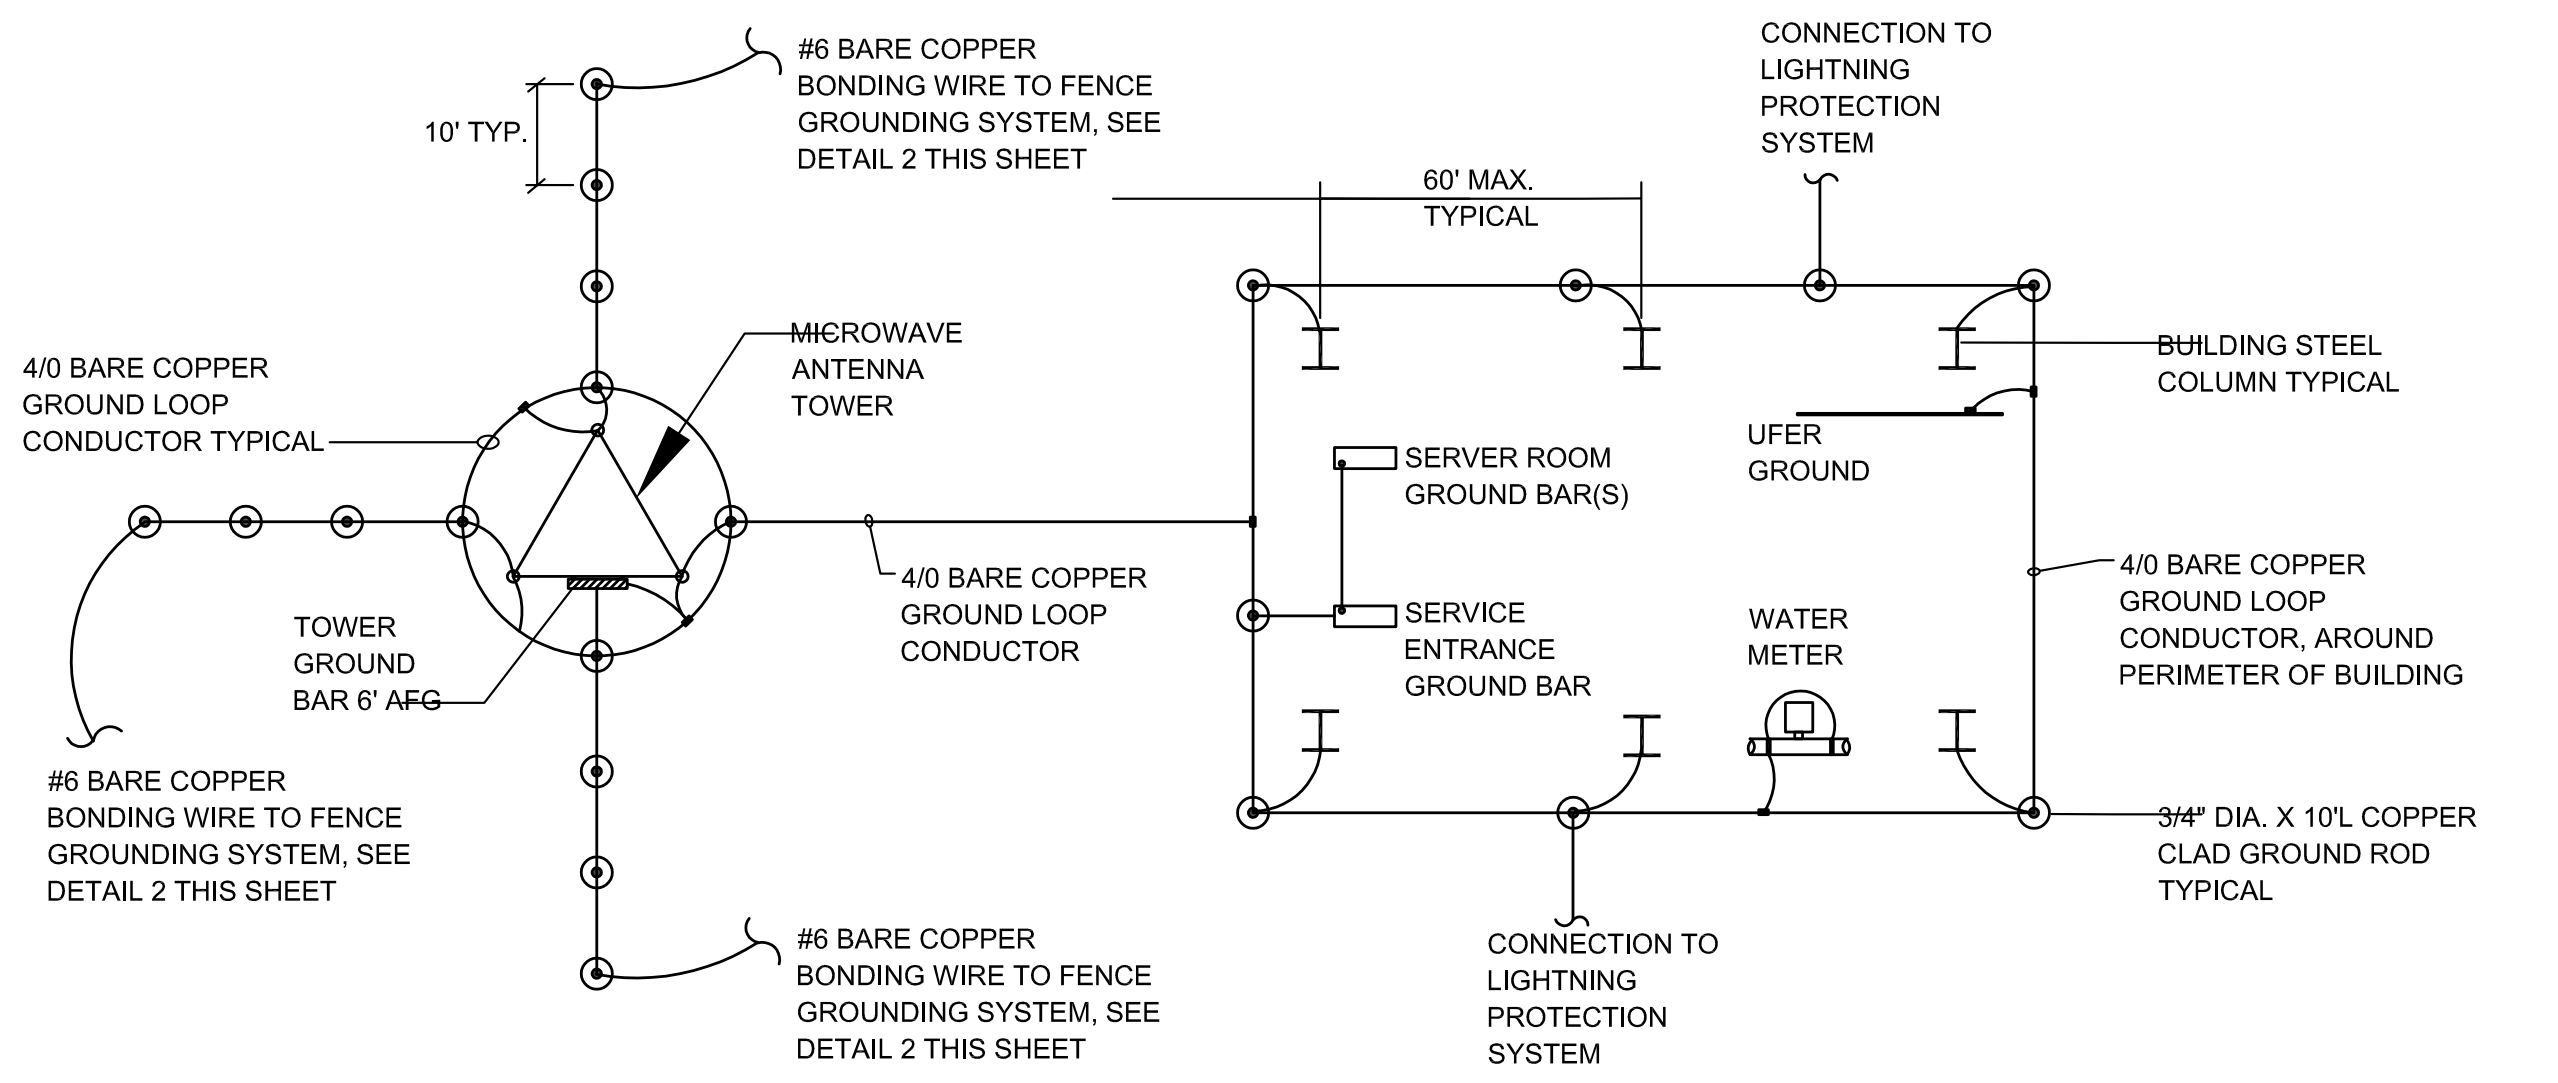 #6 BARE COPPER
BONDING WIRE TO FENCE
GROUNDING SYSTEM, SEE
DETAIL 2 THIS SHEET
10' TYP.
CONNECTION TO
LIGHTNING
PROTECTION
SYSTEM
60' MAX.
TYPICAL
MICROWAVE
ANTENNA
TOWER
4/0 BARE COPPER
GROUND LOOP
CONDUCTOR TYPICAL
BUILDING STEEL
COLUMN TYPICAL
UFER
GROUND
SERVER ROOM
GROUND BAR(S)
4/0 BARE COPPER
GROUND LOOP
CONDUCTOR
SERVICE
ENTRANCE
GROUND BAR
WATER
METER
4/0 BARE COPPER
GROUND LOOP
CONDUCTOR, AROUND
PERIMETER OF BUILDING
TOWER
GROUND
BAR 6' AFG
#6 BARE COPPER
BONDING WIRE TO FENCE
GROUNDING SYSTEM, SEE
DETAIL 2 THIS SHEET
3/4" DIA. X 10'L COPPER
CLAD GROUND ROD
TYPICAL
#6 BARE COPPER
BONDING WIRE TO FENCE
GROUNDING SYSTEM, SEE
DETAIL 2 THIS SHEET
CONNECTION TO
LIGHTNING
PROTECTION
SYSTEM